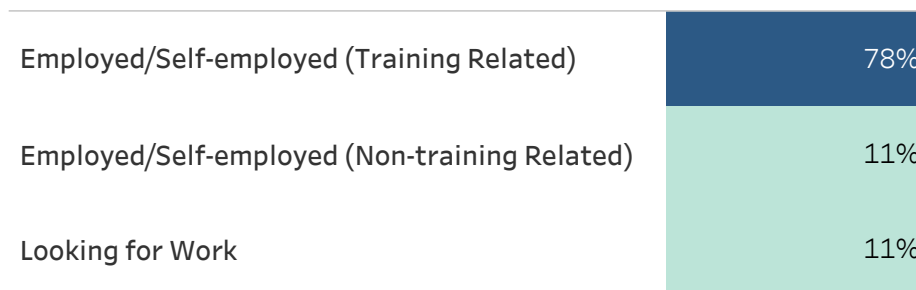 Employed/Self-employed (Training Related) 78%
Employed/Self-employed (Non-training Related) 11%
Looking for Work 11%